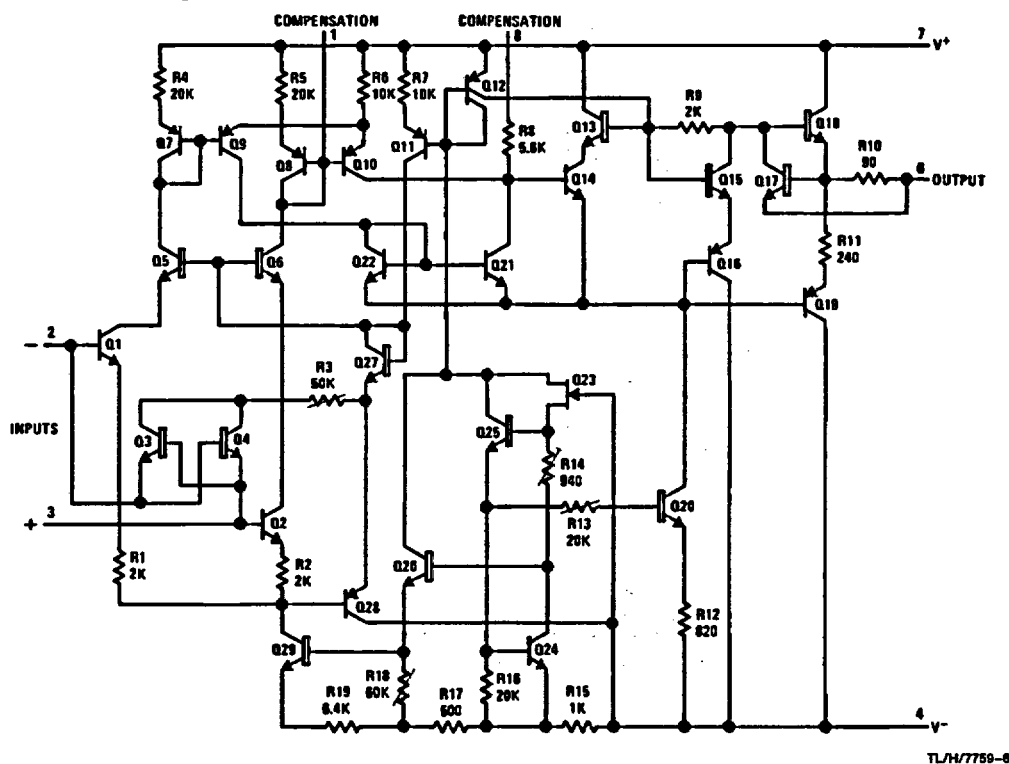 COMPENSATION COMPENSATION
1 8
7 V+
R4 20K
R5 20K
R6 10K
R7 10K
Q12
R8 5.6K
Q13
R9 2K
Q18
R10 90
6 OUTPUT
Q7
Q9
Q8
Q10
Q11
Q14
Q15
Q17
R11 240
Q5
Q6
Q22
Q21
Q16
Q19
2
−
Q1
Q27
R3 50K
Q23
INPUTS
Q3
Q4
Q25
R14 940
3
+
Q2
R13 20K
Q20
R1 2K
R2 2K
Q26
Q28
R12 820
Q29
R18 60K
Q24
R16 20K
R19 6.4K
R17 600
R15 1K
4 V−
TL/H/7759–6